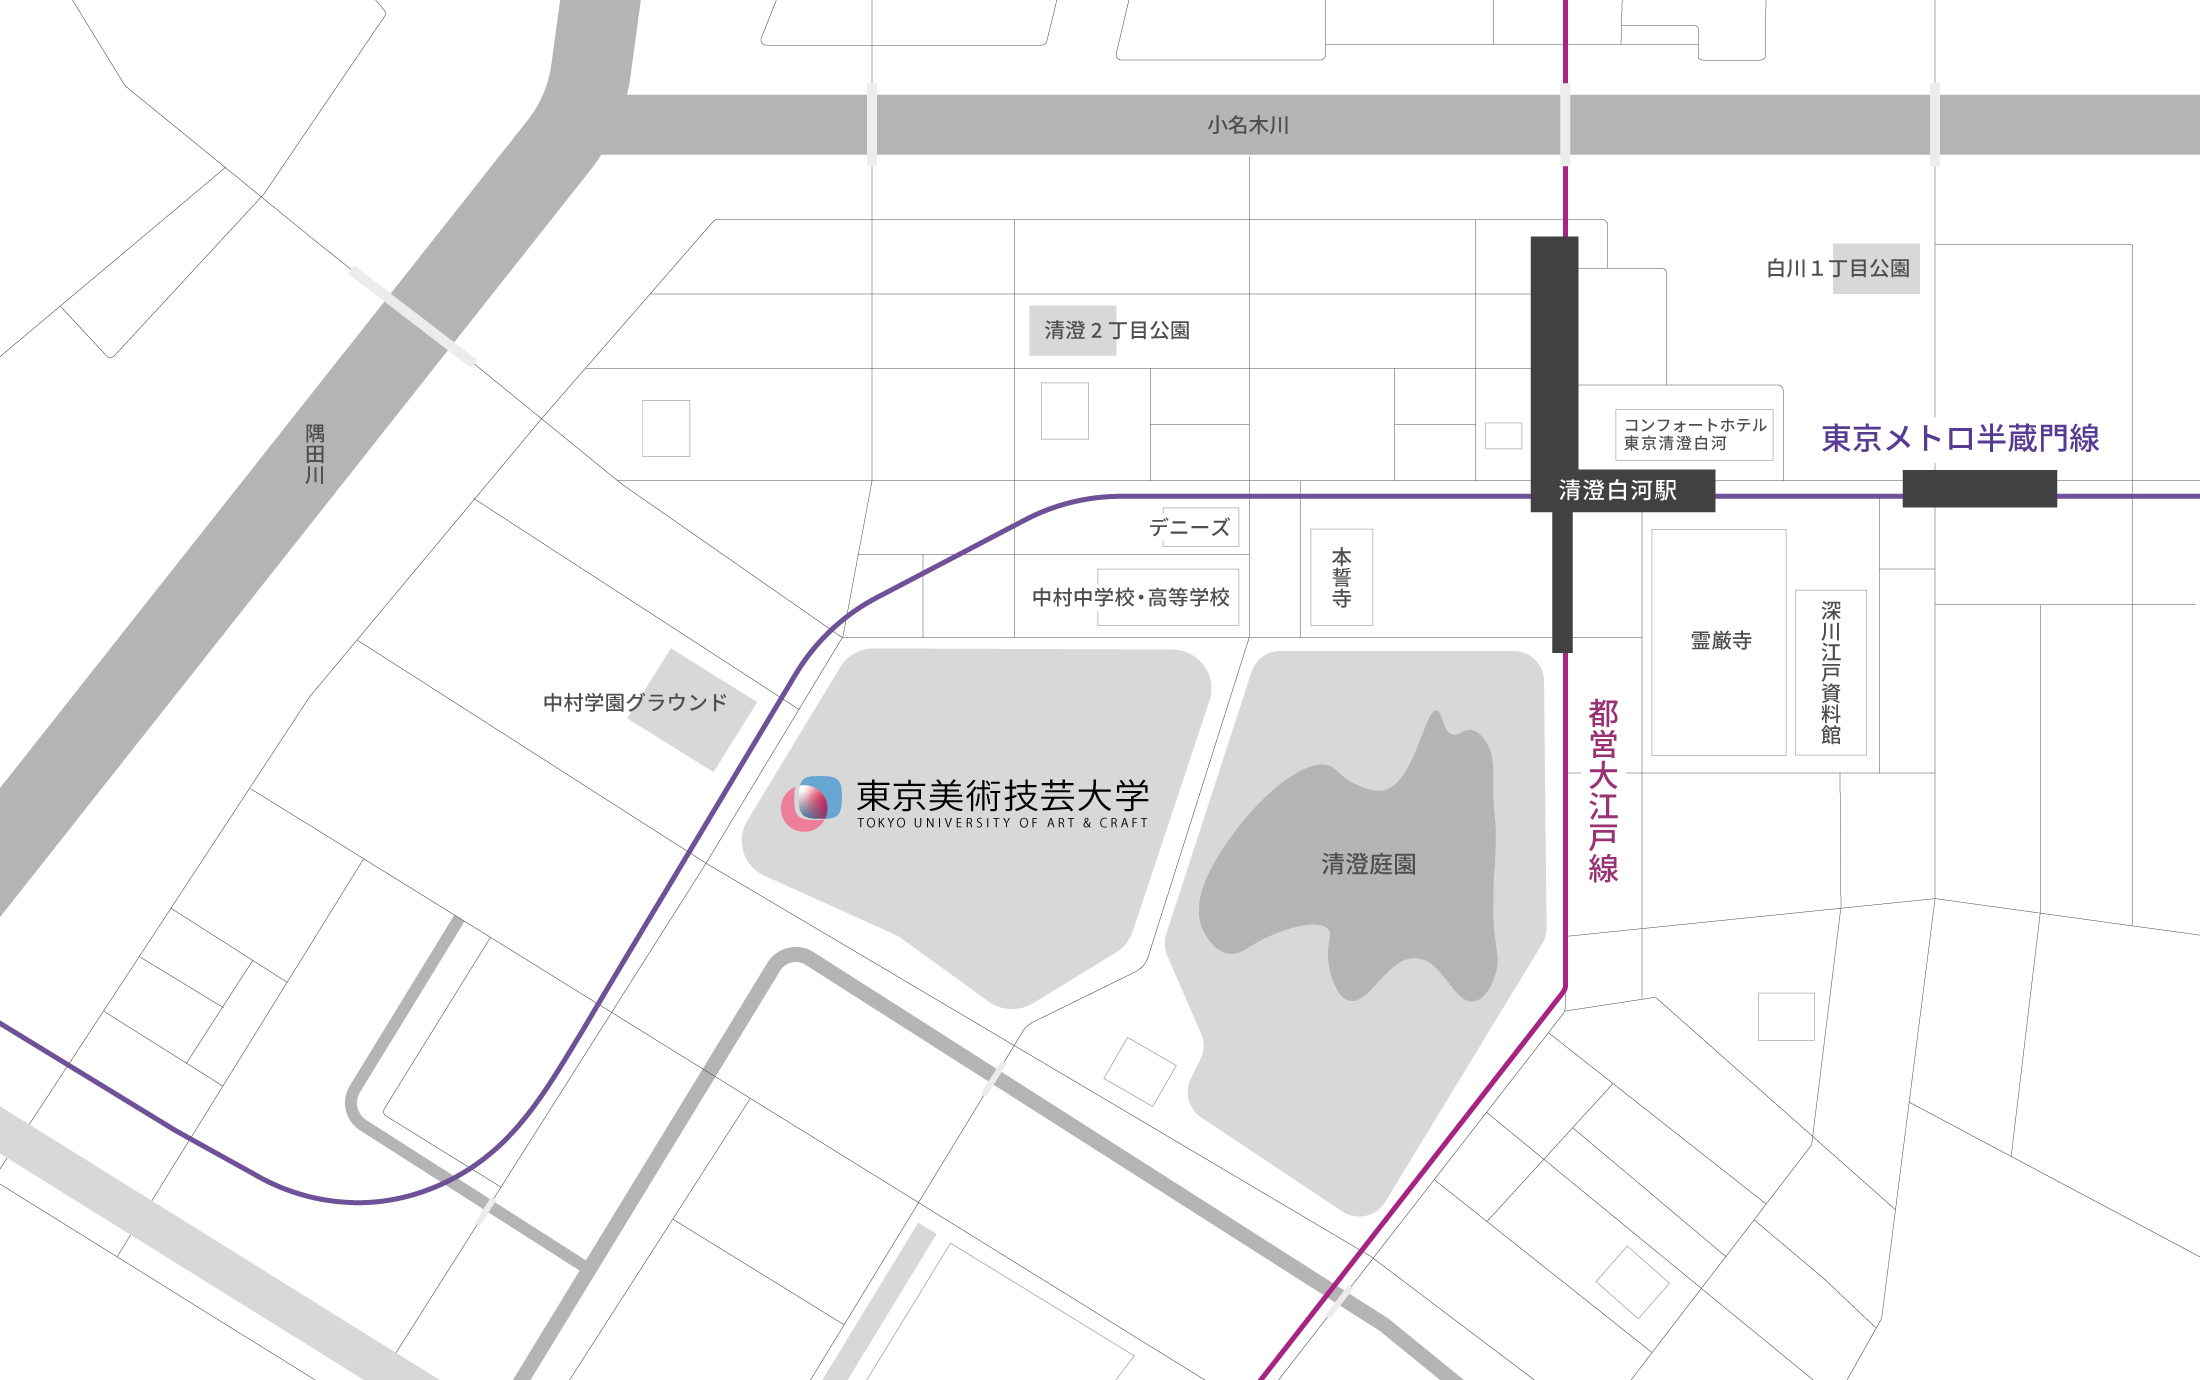 小名木川
白川1丁目公園
清澄2丁目公園
コンフォートホテル
東京清澄白河
東京メトロ半蔵門線
隅田川
清澄白河駅
デニーズ
本誓寺
中村中学校・高等学校
霊厳寺
深川江戸資料館
中村学園グラウンド
都営大江戸線
東京美術技芸大学
TOKYO UNIVERSITY OF ART & CRAFT
清澄庭園